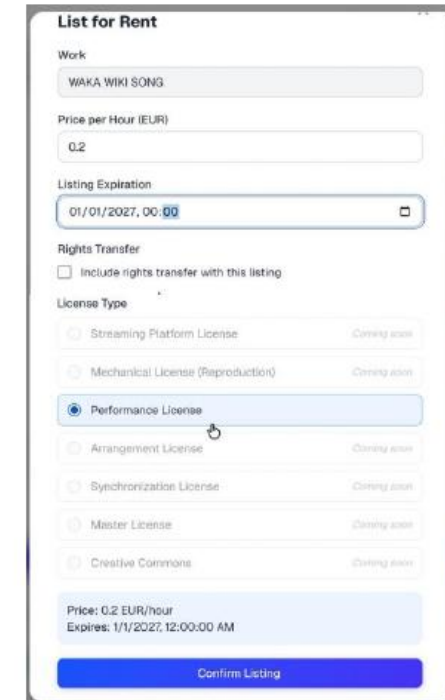 List for Rent
Work
WAKA WIKI SONG
Price per Hour (EUR)
0.2
Listing Expiration
01/01/2027, 00:00
Rights Transfer
Include rights transfer with this listing
License Type
Streaming Platform License Coming soon
Mechanical License (Reproduction) Coming soon
Performance License
Arrangement License Coming soon
Synchronization License Coming soon
Master License Coming soon
Creative Commons Coming soon
Price: 0.2 EUR/hour
Expires: 1/1/2027, 12:00:00 AM
Confirm Listing